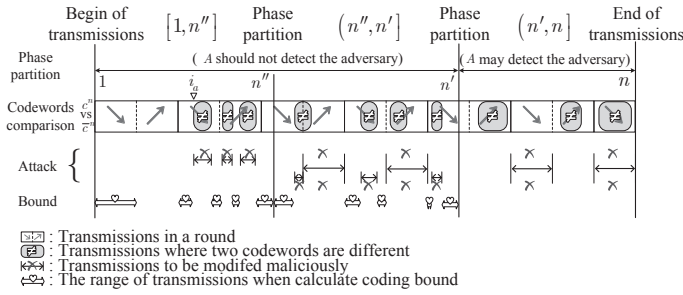 Begin of transmissions [1, n″] Phase partition (n″, n′] Phase partition (n′, n] End of transmissions
Phase partition ( A should not detect the adversary) ( A may detect the adversary)
1 i_a n″ n′ n
Codewords comparison c^n vs c̄^n
≠ ≠ ≠ ≠ ≠ ≠ ≠ ≠ ≠ ≠
Attack {
Bound
: Transmissions in a round
≠ : Transmissions where two codewords are different
: Transmissions to be modifed maliciously
: The range of transmissions when calculate coding bound